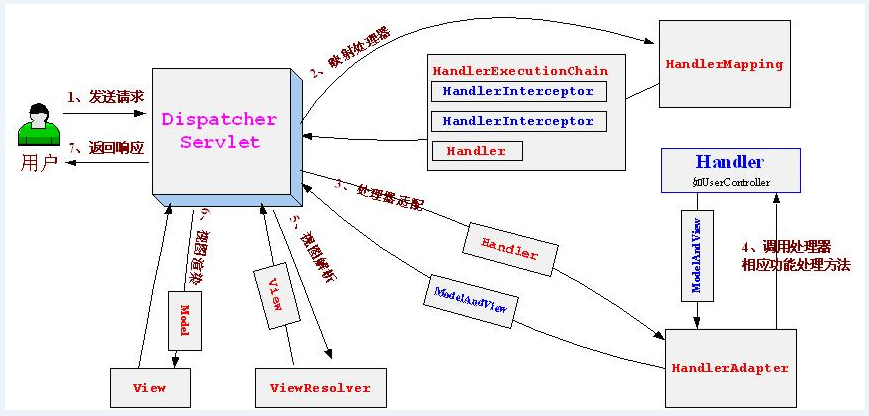 2、映射处理器
HandlerMapping
HandlerExecutionChain
HandlerInterceptor
HandlerInterceptor
Handler
1、发送请求
Dispatcher
Servlet
7、返回响应
用户
Handler
如UserController
3、处理器适配
Handler
ModelAndView
ModelAndView
4、调用处理器
相应功能处理方法
6、视图渲染
5、视图解析
View
Model
View
ViewResolver
HandlerAdapter